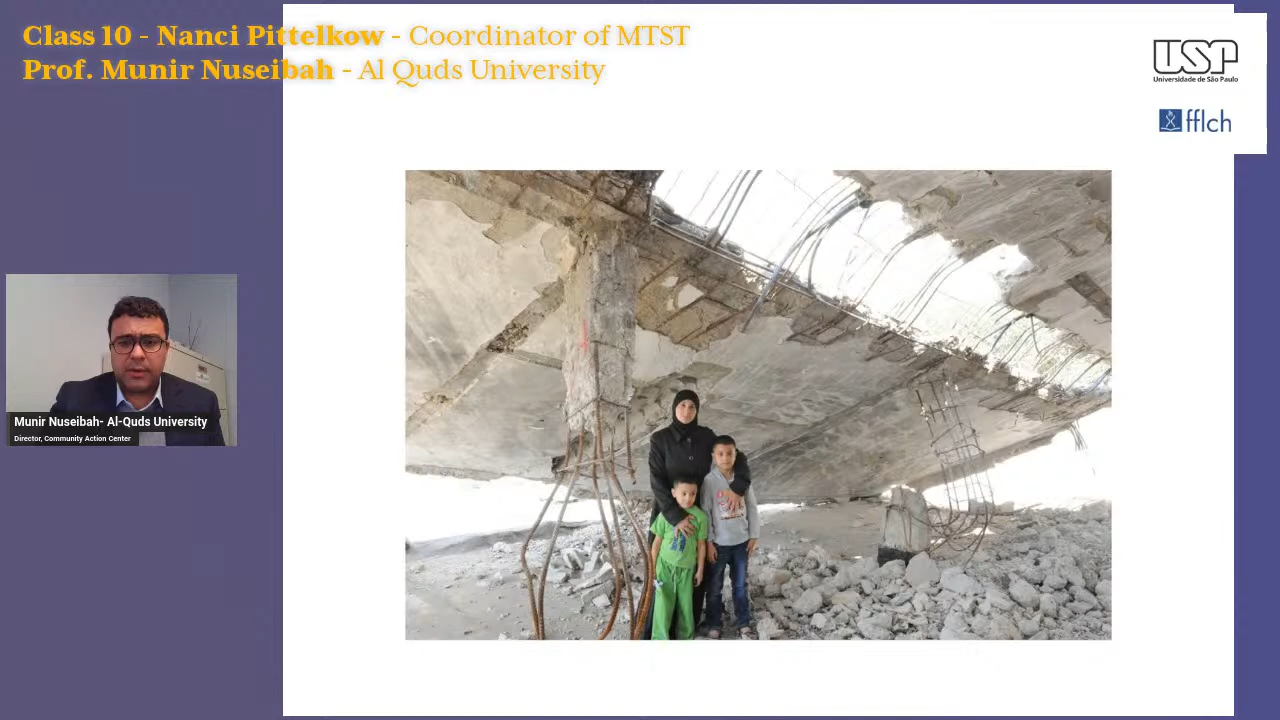 Class 10 - Nanci Pittelkow - Coordinator of MTST
Prof. Munir Nuseibah - Al Quds University
USP
Universidade de São Paulo
fflch
Munir Nuseibah- Al-Quds University
Director, Community Action Center